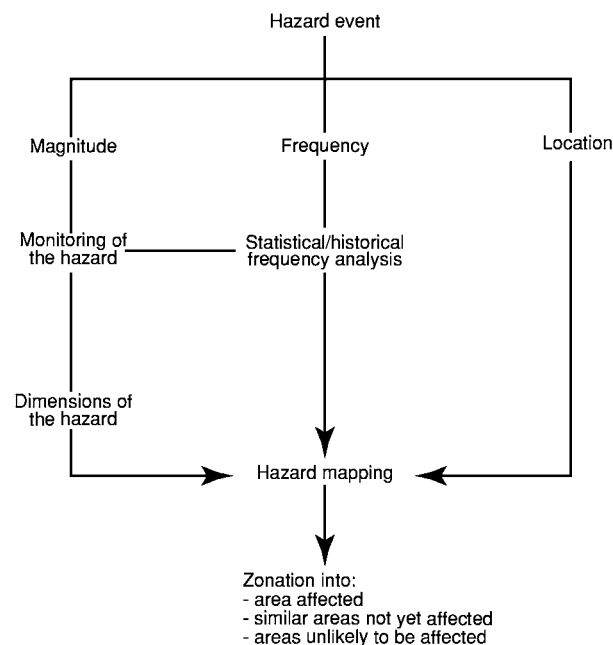 Hazard event
Magnitude
Frequency
Location
Monitoring of
the hazard
Statistical/historical
frequency analysis
Dimensions of
the hazard
Hazard mapping
Zonation into:
- area affected
- similar areas not yet affected
- areas unlikely to be affected